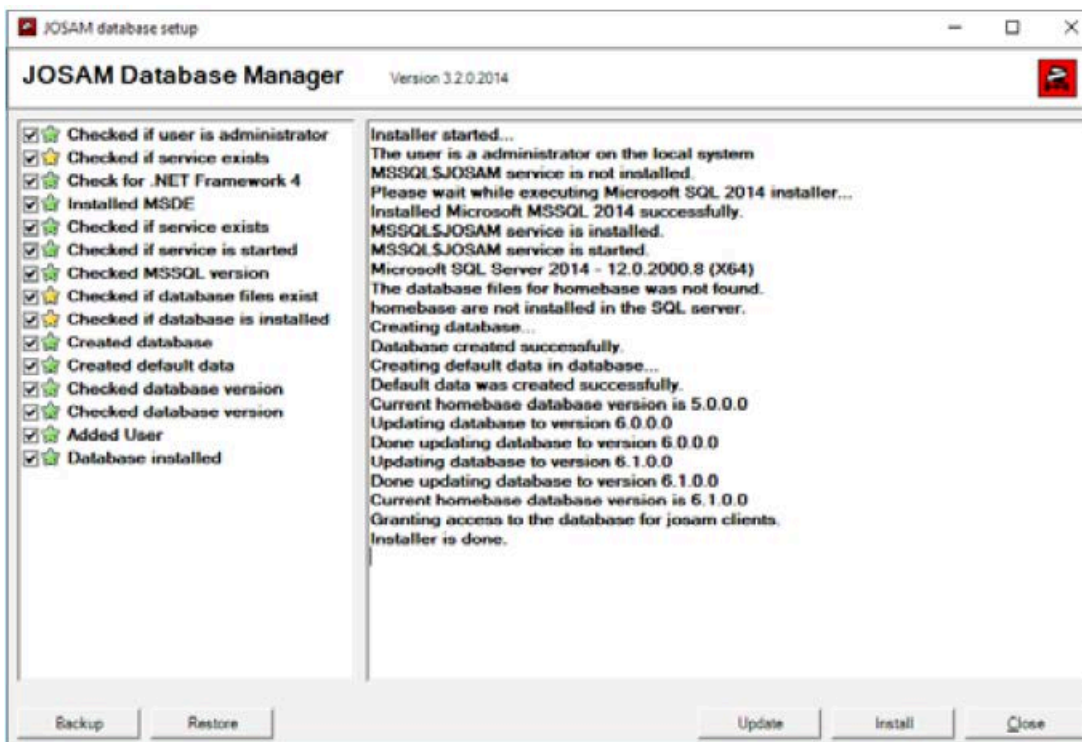 JOSAM database setup
JOSAM Database Manager Version 3.2.0.2014
Checked if user is administrator
Checked if service exists
Check for .NET Framework 4
Installed MSDE
Checked if service exists
Checked if service is started
Checked MSSQL version
Checked if database files exist
Checked if database is installed
Created database
Created default data
Checked database version
Checked database version
Added User
Database installed
Installer started...
The user is a administrator on the local system
MSSQL$JOSAM service is not installed.
Please wait while executing Microsoft SQL 2014 installer...
Installed Microsoft MSSQL 2014 successfully.
MSSQL$JOSAM service is installed.
MSSQL$JOSAM service is started.
Microsoft SQL Server 2014 - 12.0.2000.8 (X64)
The database files for homebase was not found.
homebase are not installed in the SQL server.
Creating database...
Database created successfully.
Creating default data in database...
Default data was created successfully.
Current homebase database version is 5.0.0.0
Updating database to version 6.0.0.0
Done updating database to version 6.0.0.0
Updating database to version 6.1.0.0
Done updating database to version 6.1.0.0
Current homebase database version is 6.1.0.0
Granting access to the database for josam clients.
Installer is done.
Backup Restore Update Install Close